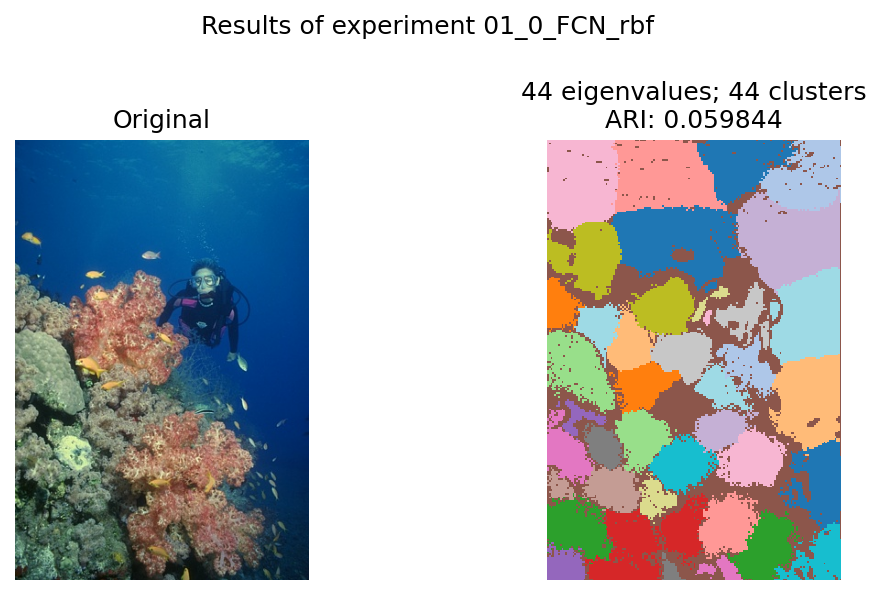 Results of experiment 01_0_FCN_rbf
Original
44 eigenvalues; 44 clusters
ARI: 0.059844